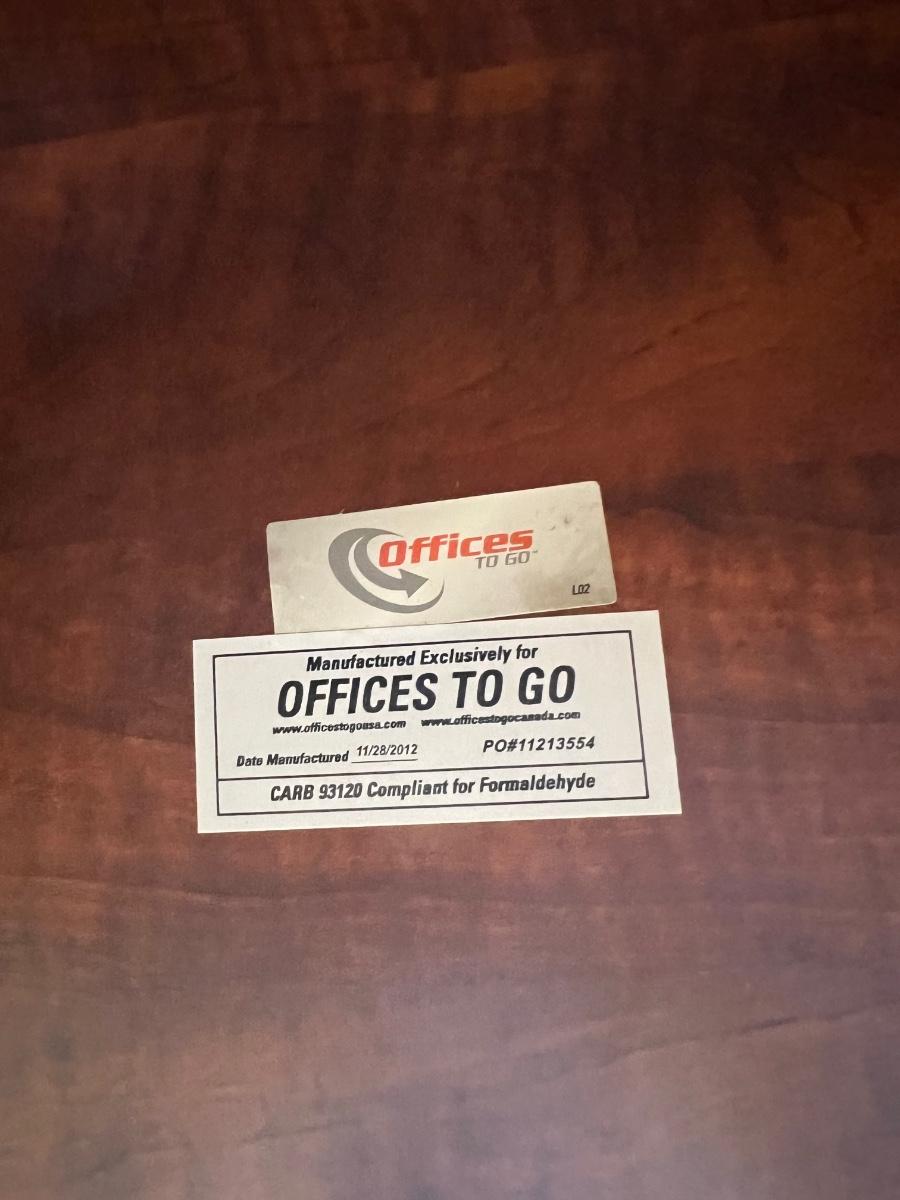 Offices
TO GO™
L02
Manufactured Exclusively for
OFFICES TO GO
www.officestogousa.com www.officestogocanada.com
Date Manufactured 11/28/2012 PO#11213554
CARB 93120 Compliant for Formaldehyde